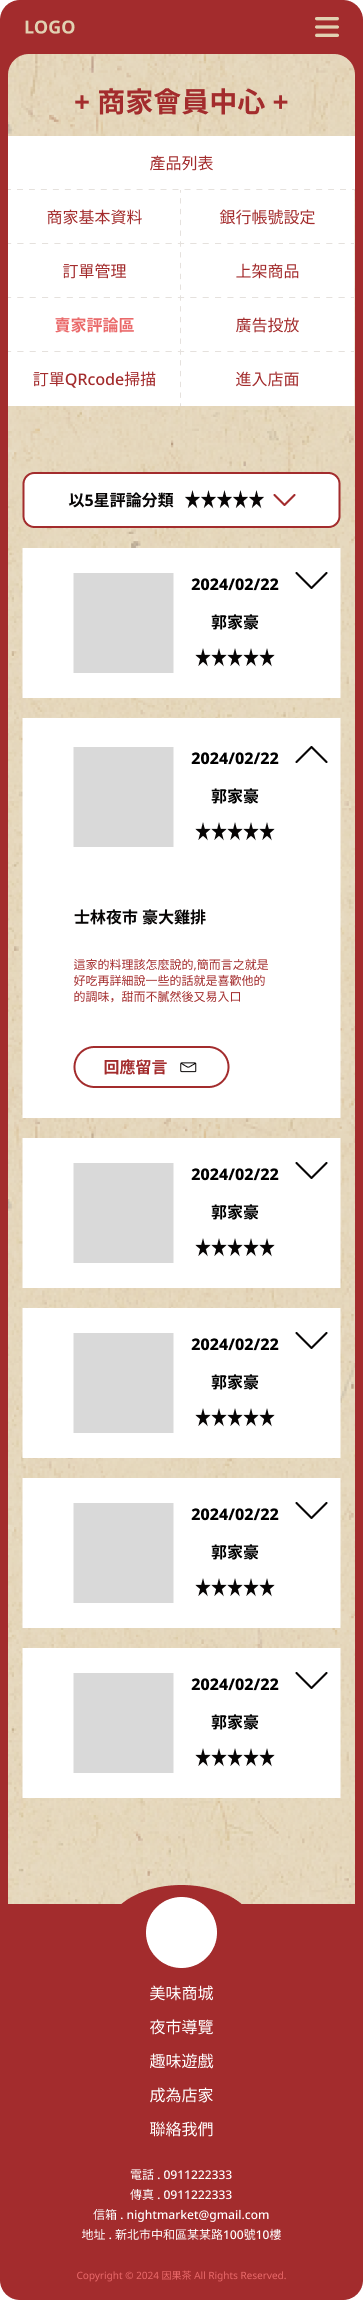 LOGO
+ 商家會員中心 +
產品列表
商家基本資料 銀行帳號設定
訂單管理 上架商品
賣家評論區 廣告投放
訂單QRcode掃描 進入店面
以5星評論分類 ★★★★★
2024/02/22
郭家豪
★★★★★
2024/02/22
郭家豪
★★★★★
士林夜市 豪大雞排
這家的料理該怎麼說的,簡而言之就是
好吃再詳細說一些的話就是喜歡他的
的調味，甜而不膩然後又易入口
回應留言
2024/02/22
郭家豪
★★★★★
2024/02/22
郭家豪
★★★★★
2024/02/22
郭家豪
★★★★★
2024/02/22
郭家豪
★★★★★
美味商城
夜市導覽
趣味遊戲
成為店家
聯絡我們
電話 . 0911222333
傳真 . 0911222333
信箱 . nightmarket@gmail.com
地址 . 新北市中和區某某路100號10樓
Copyright © 2024 因果茶 All Rights Reserved.